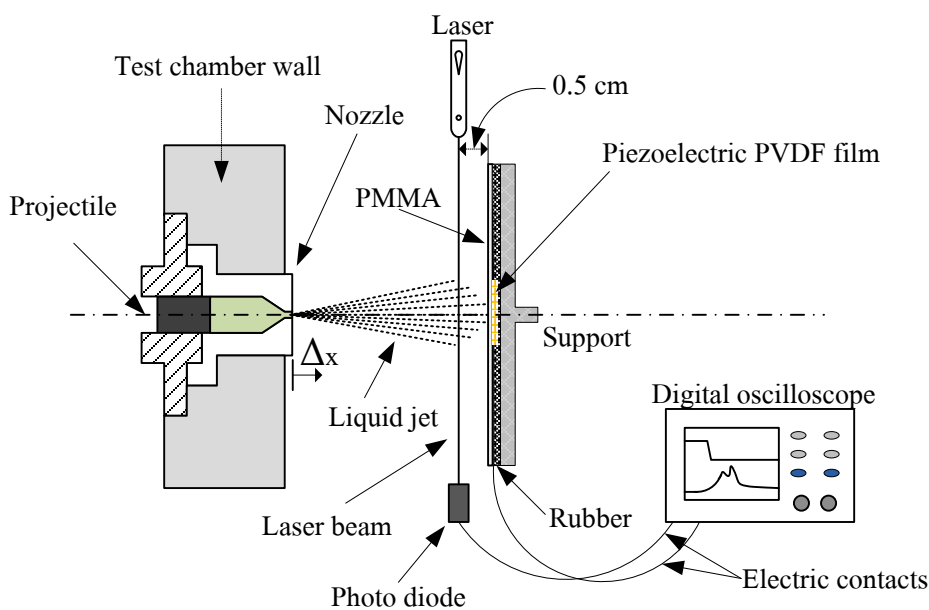 Laser
Test chamber wall
0.5 cm
Nozzle
Piezoelectric PVDF film
PMMA
Projectile
Support
Δx
Digital oscilloscope
Liquid jet
Laser beam
Rubber
Photo diode
Electric contacts